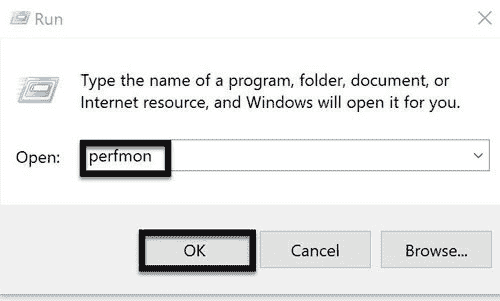 Run
Type the name of a program, folder, document, or
Internet resource, and Windows will open it for you.
Open: perfmon
OK Cancel Browse...